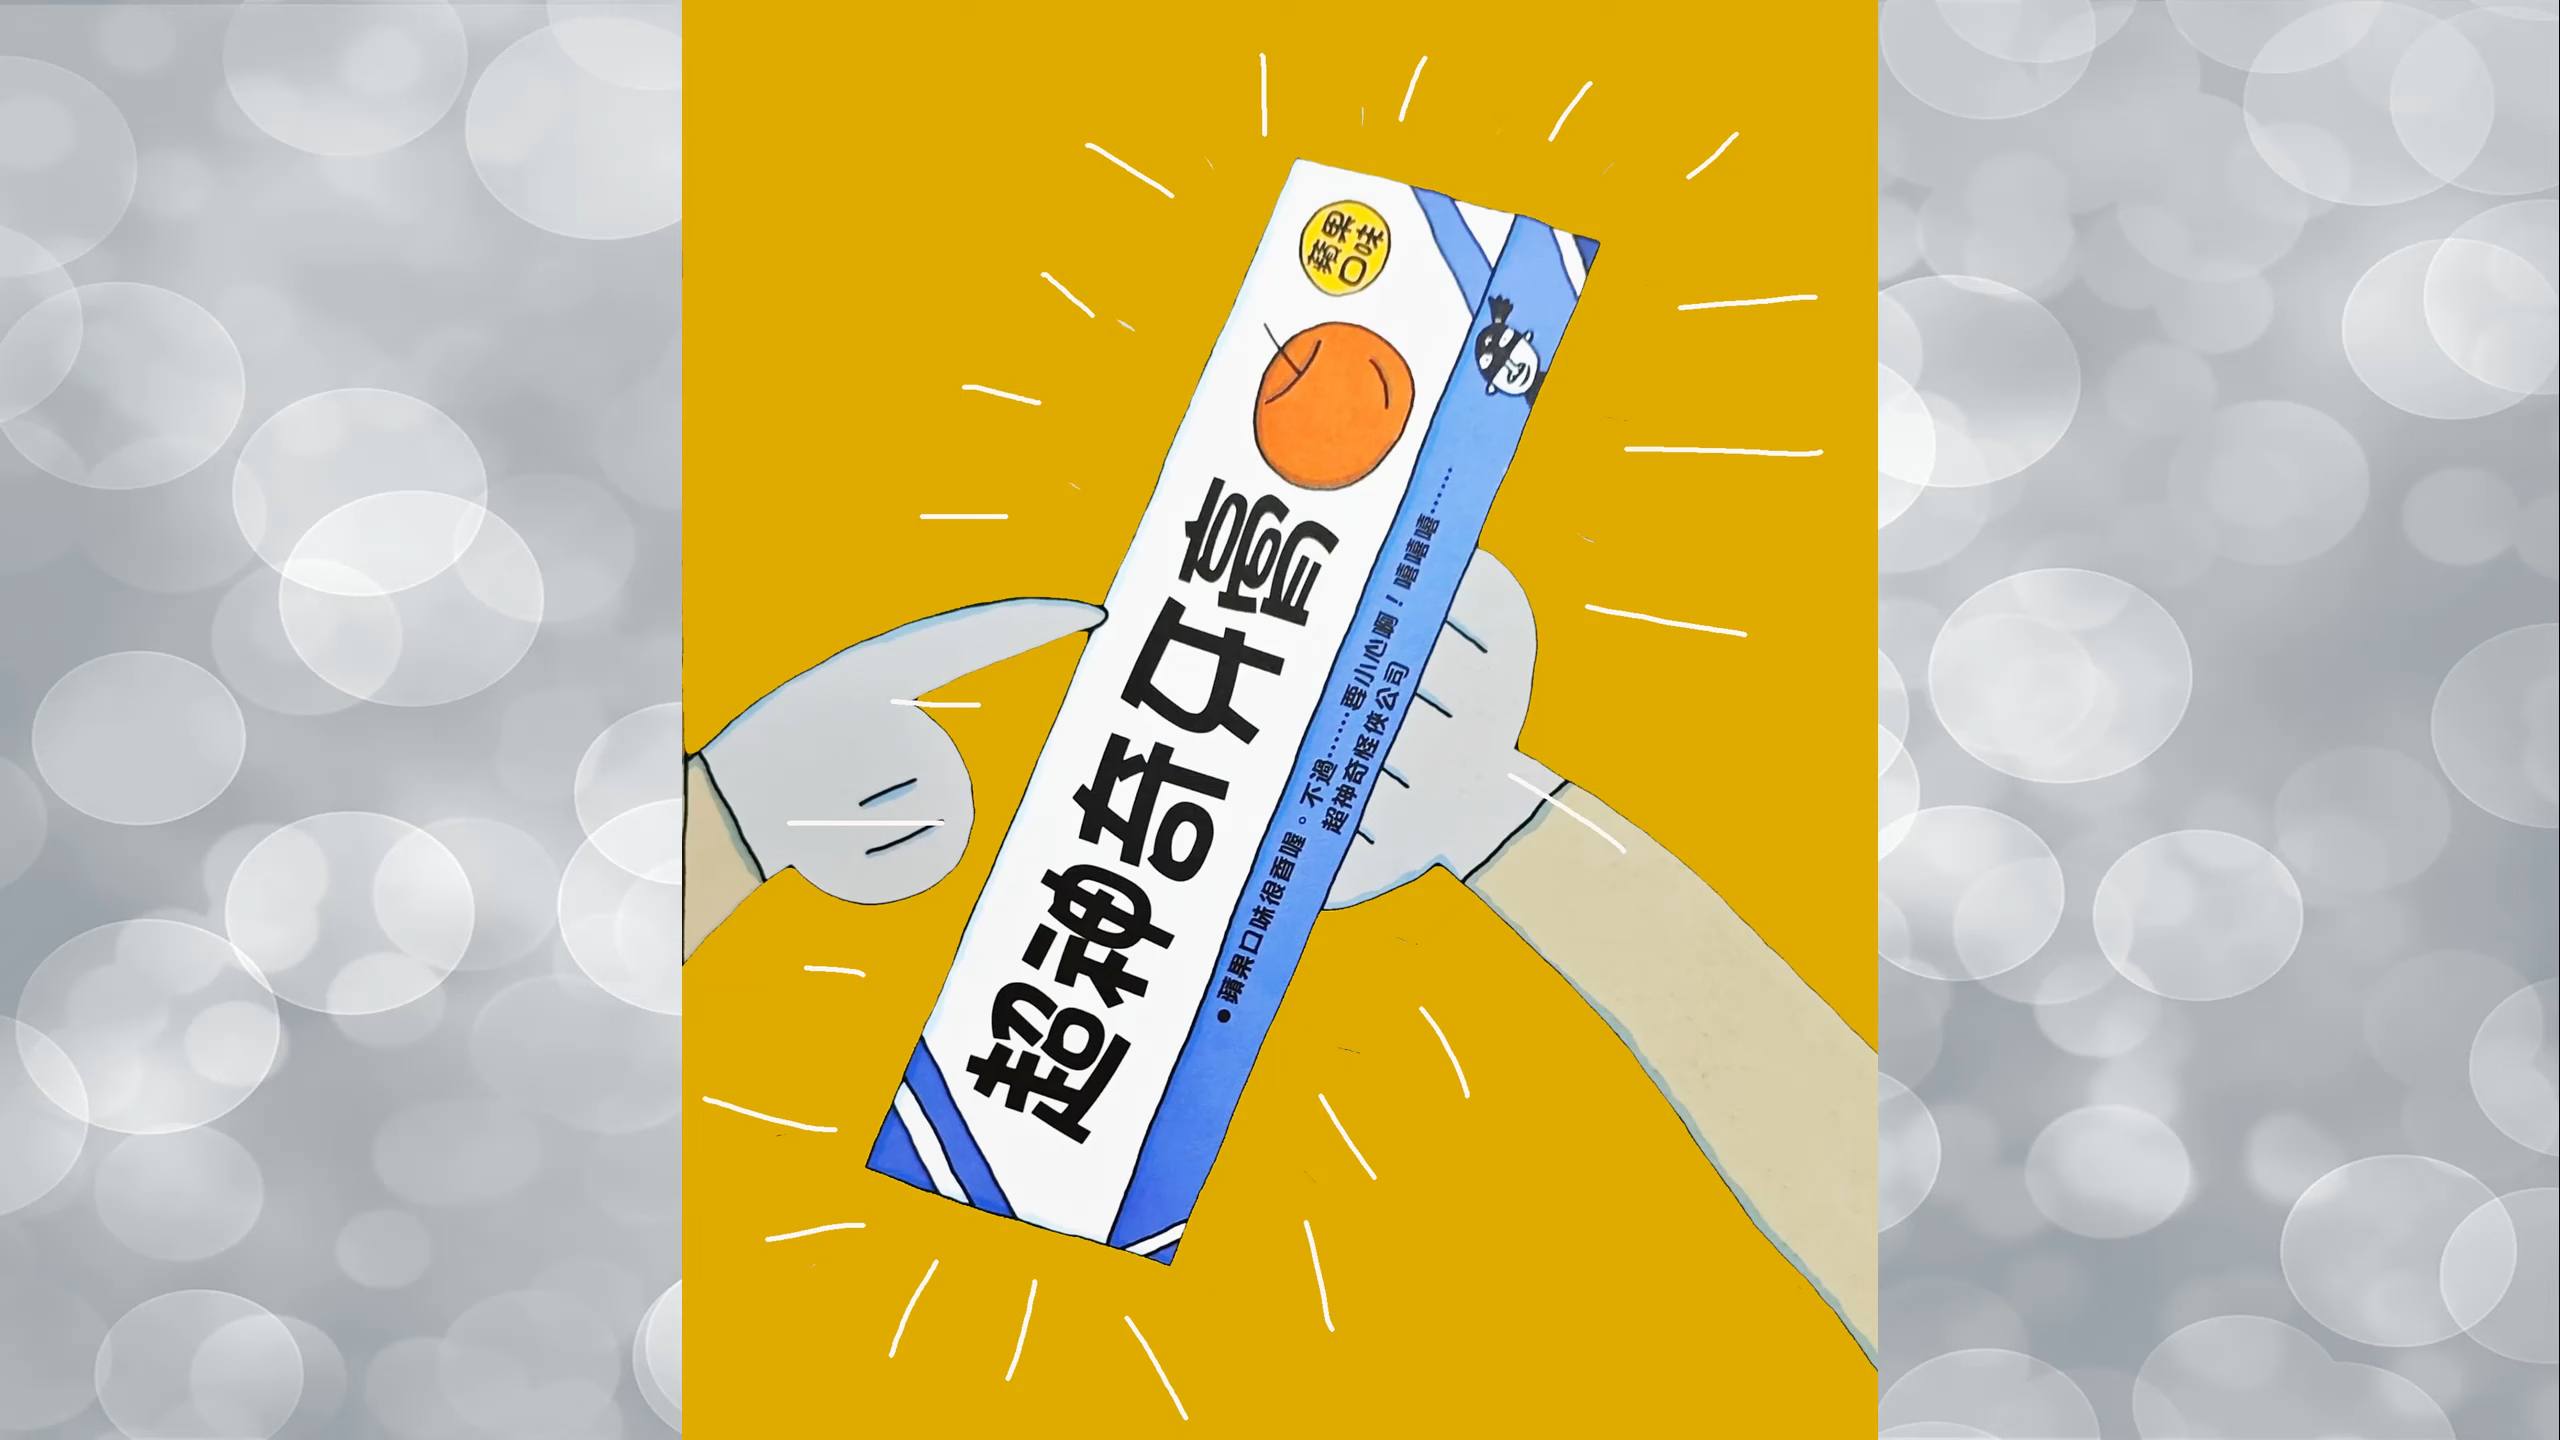 蘋果
口味
超神奇牙膏
●蘋果口味很香喔。不過⋯⋯要小心啊！嘻嘻嘻嘻⋯⋯
超神奇怪俠公司